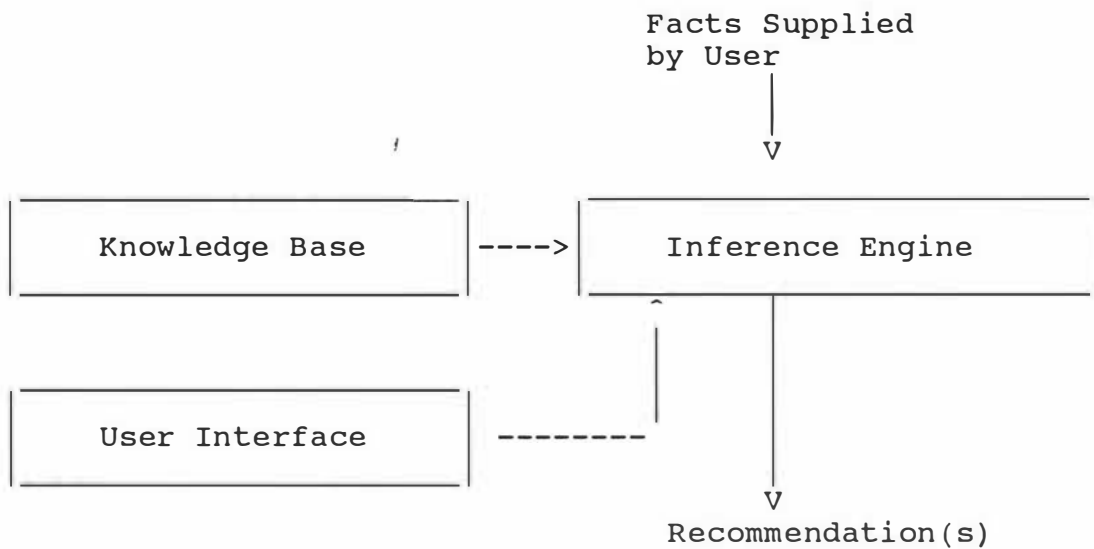 Facts Supplied
by User
Knowledge Base
Inference Engine
User Interface
Recommendation(s)